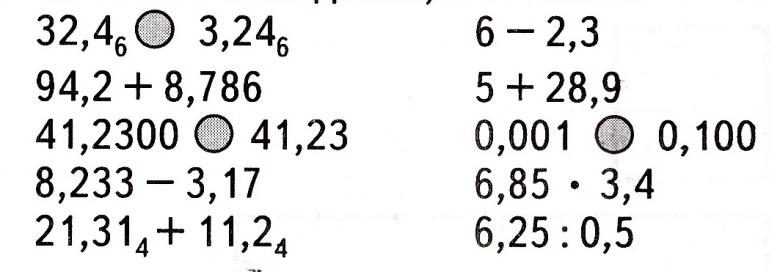 32,4₆ ◯ 3,24₆
94,2 + 8,786
41,2300 ◯ 41,23
8,233 − 3,17
21,31₄ + 11,2₄
6 − 2,3
5 + 28,9
0,001 ◯ 0,100
6,85 · 3,4
6,25 : 0,5